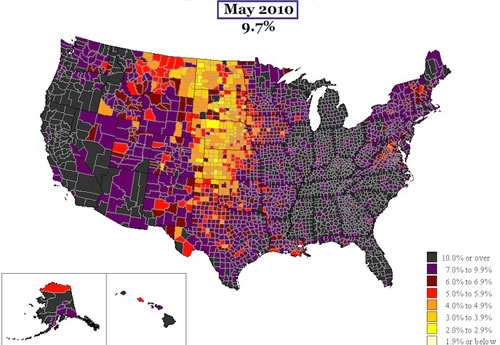 May 2010
9.7%
10.0% or over
7.0% to 9.9%
6.0% to 6.9%
5.0% to 5.9%
4.0% to 4.9%
3.0% to 3.9%
2.0% to 2.9%
1.9% or below